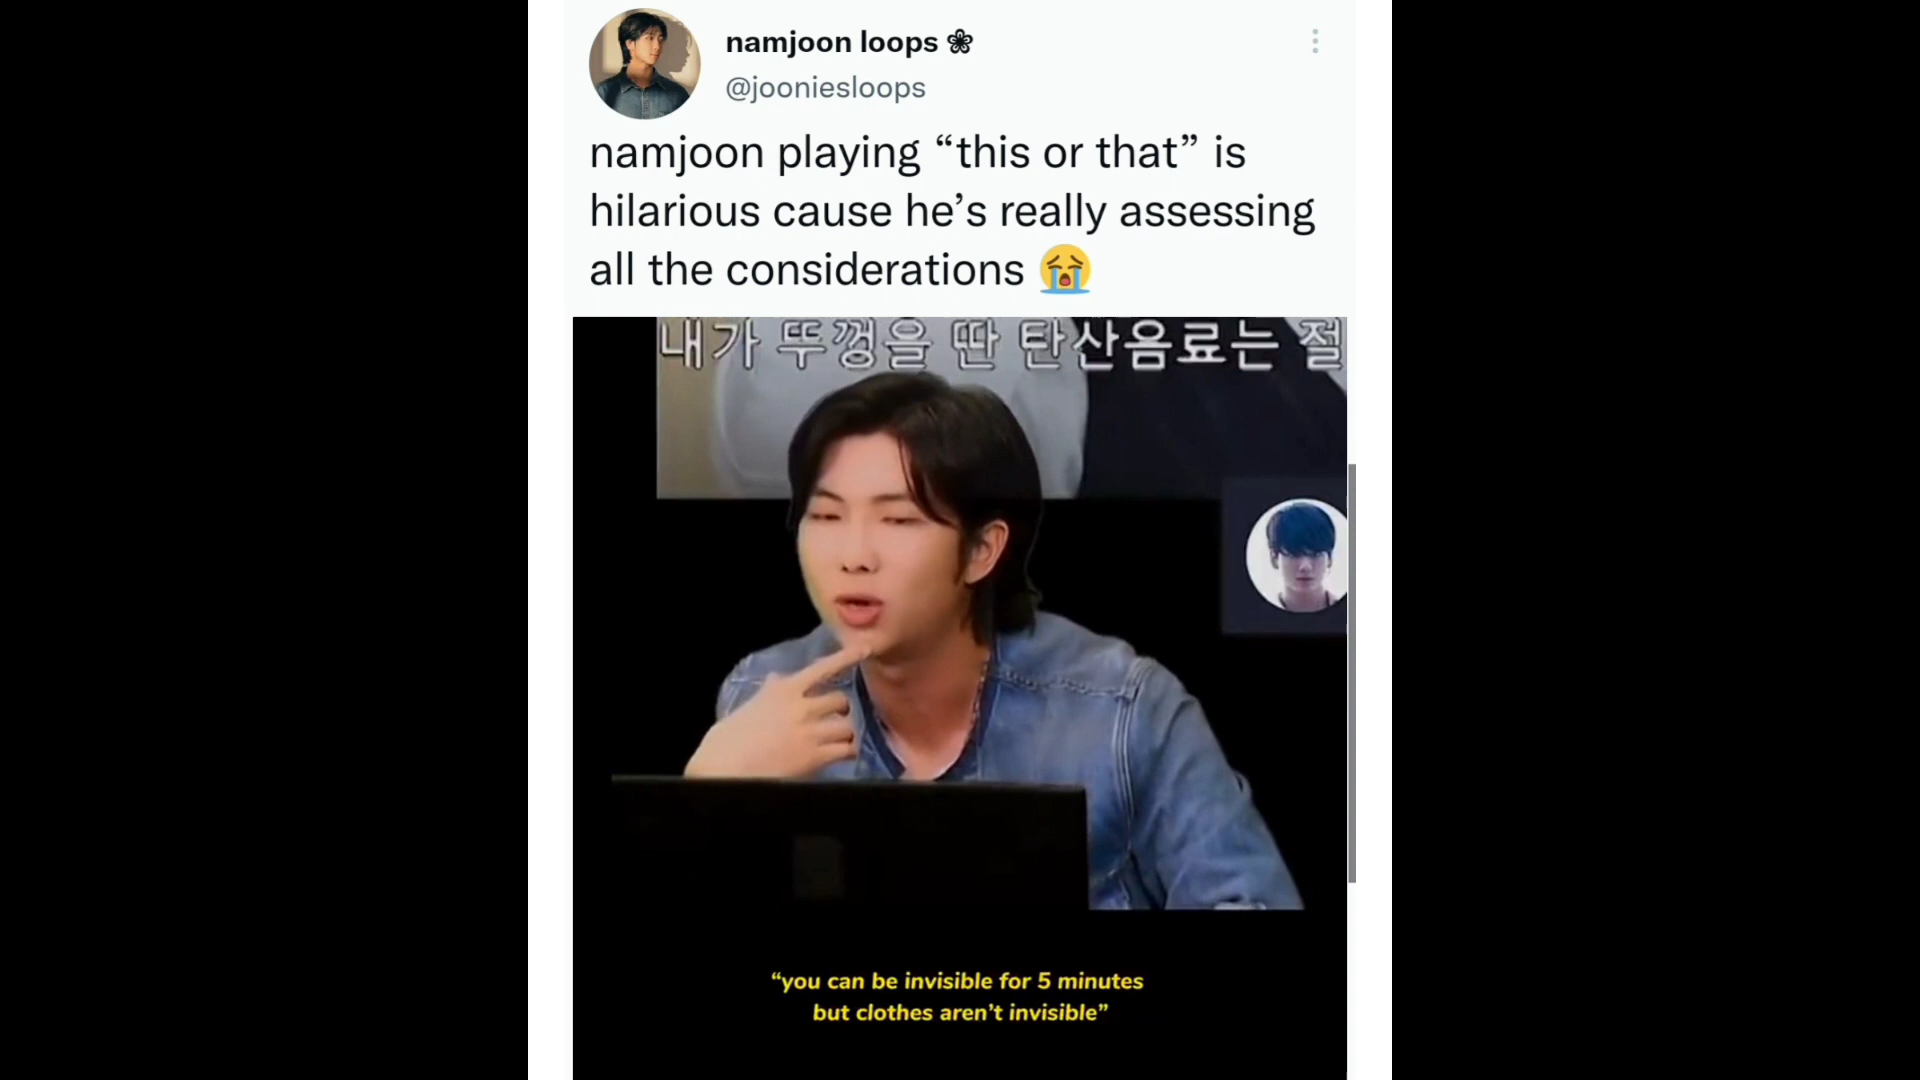 namjoon loops ❀
@jooniesloops
namjoon playing “this or that” is
hilarious cause he’s really assessing
all the considerations 😭
내가 뚜껑을 딴 탄산음료는 절
“you can be invisible for 5 minutes
but clothes aren’t invisible”